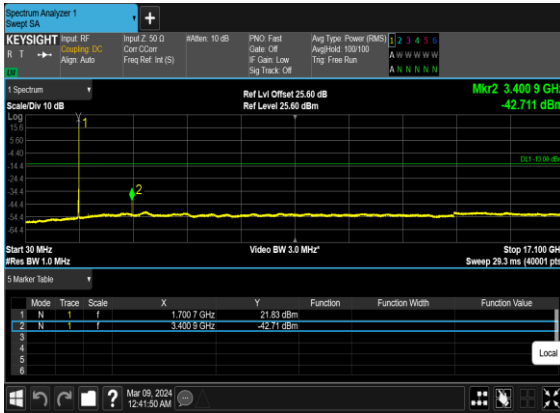 Spectrum Analyzer 1
Swept SA
+
KEYSIGHT Input: RF Input Z: 50 Ω #Atten: 10 dB PNO: Fast Avg Type: Power (RMS) 1 2 3 4 5 6
R T Coupling: DC Corr CCorr Gate: Off Avg|Hold: 100/100 A W W W W W
Align: Auto Freq Ref: Int (S) IF Gain: Low Trig: Free Run
Sig Track: Off A N N N N N
1 Spectrum Ref Lvl Offset 25.60 dB Mkr2 3.400 9 GHz
Scale/Div 10 dB Ref Level 25.60 dBm -42.711 dBm
Log
15.6 1
5.60
-4.40
-14.4 DL1 -13.00 dBm
-24.4
-34.4 2
-44.4
-54.4
-64.4
Start 30 MHz Video BW 3.0 MHz* Stop 17.100 GH
#Res BW 1.0 MHz Sweep 29.3 ms (40001 pts
5 Marker Table
Mode Trace Scale X Y Function Function Width Function Value
1 N 1 f 1.700 7 GHz 21.83 dBm
2 N 1 f 3.400 9 GHz -42.71 dBm
3
4
5
6
Local
? Mar 09, 2024
12:41:50 AM